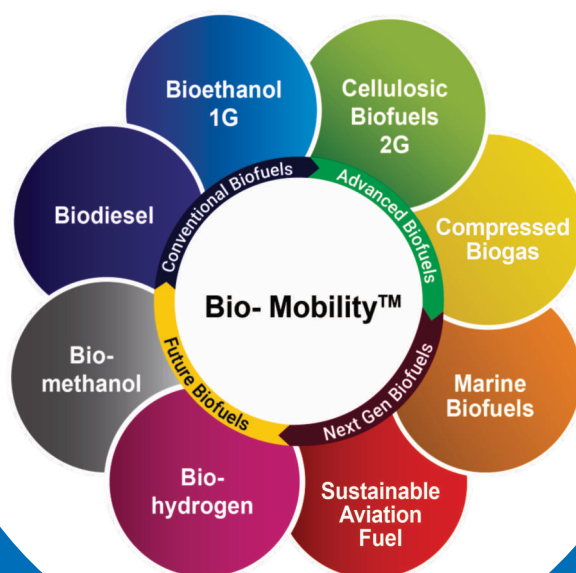 Bioethanol
1G
Cellulosic
Biofuels
2G
Compressed
Biogas
Marine
Biofuels
Sustainable
Aviation
Fuel
Bio-
hydrogen
Bio-
methanol
Biodiesel
Conventional Biofuels
Advanced Biofuels
Next Gen Biofuels
Future Biofuels
Bio- Mobility™